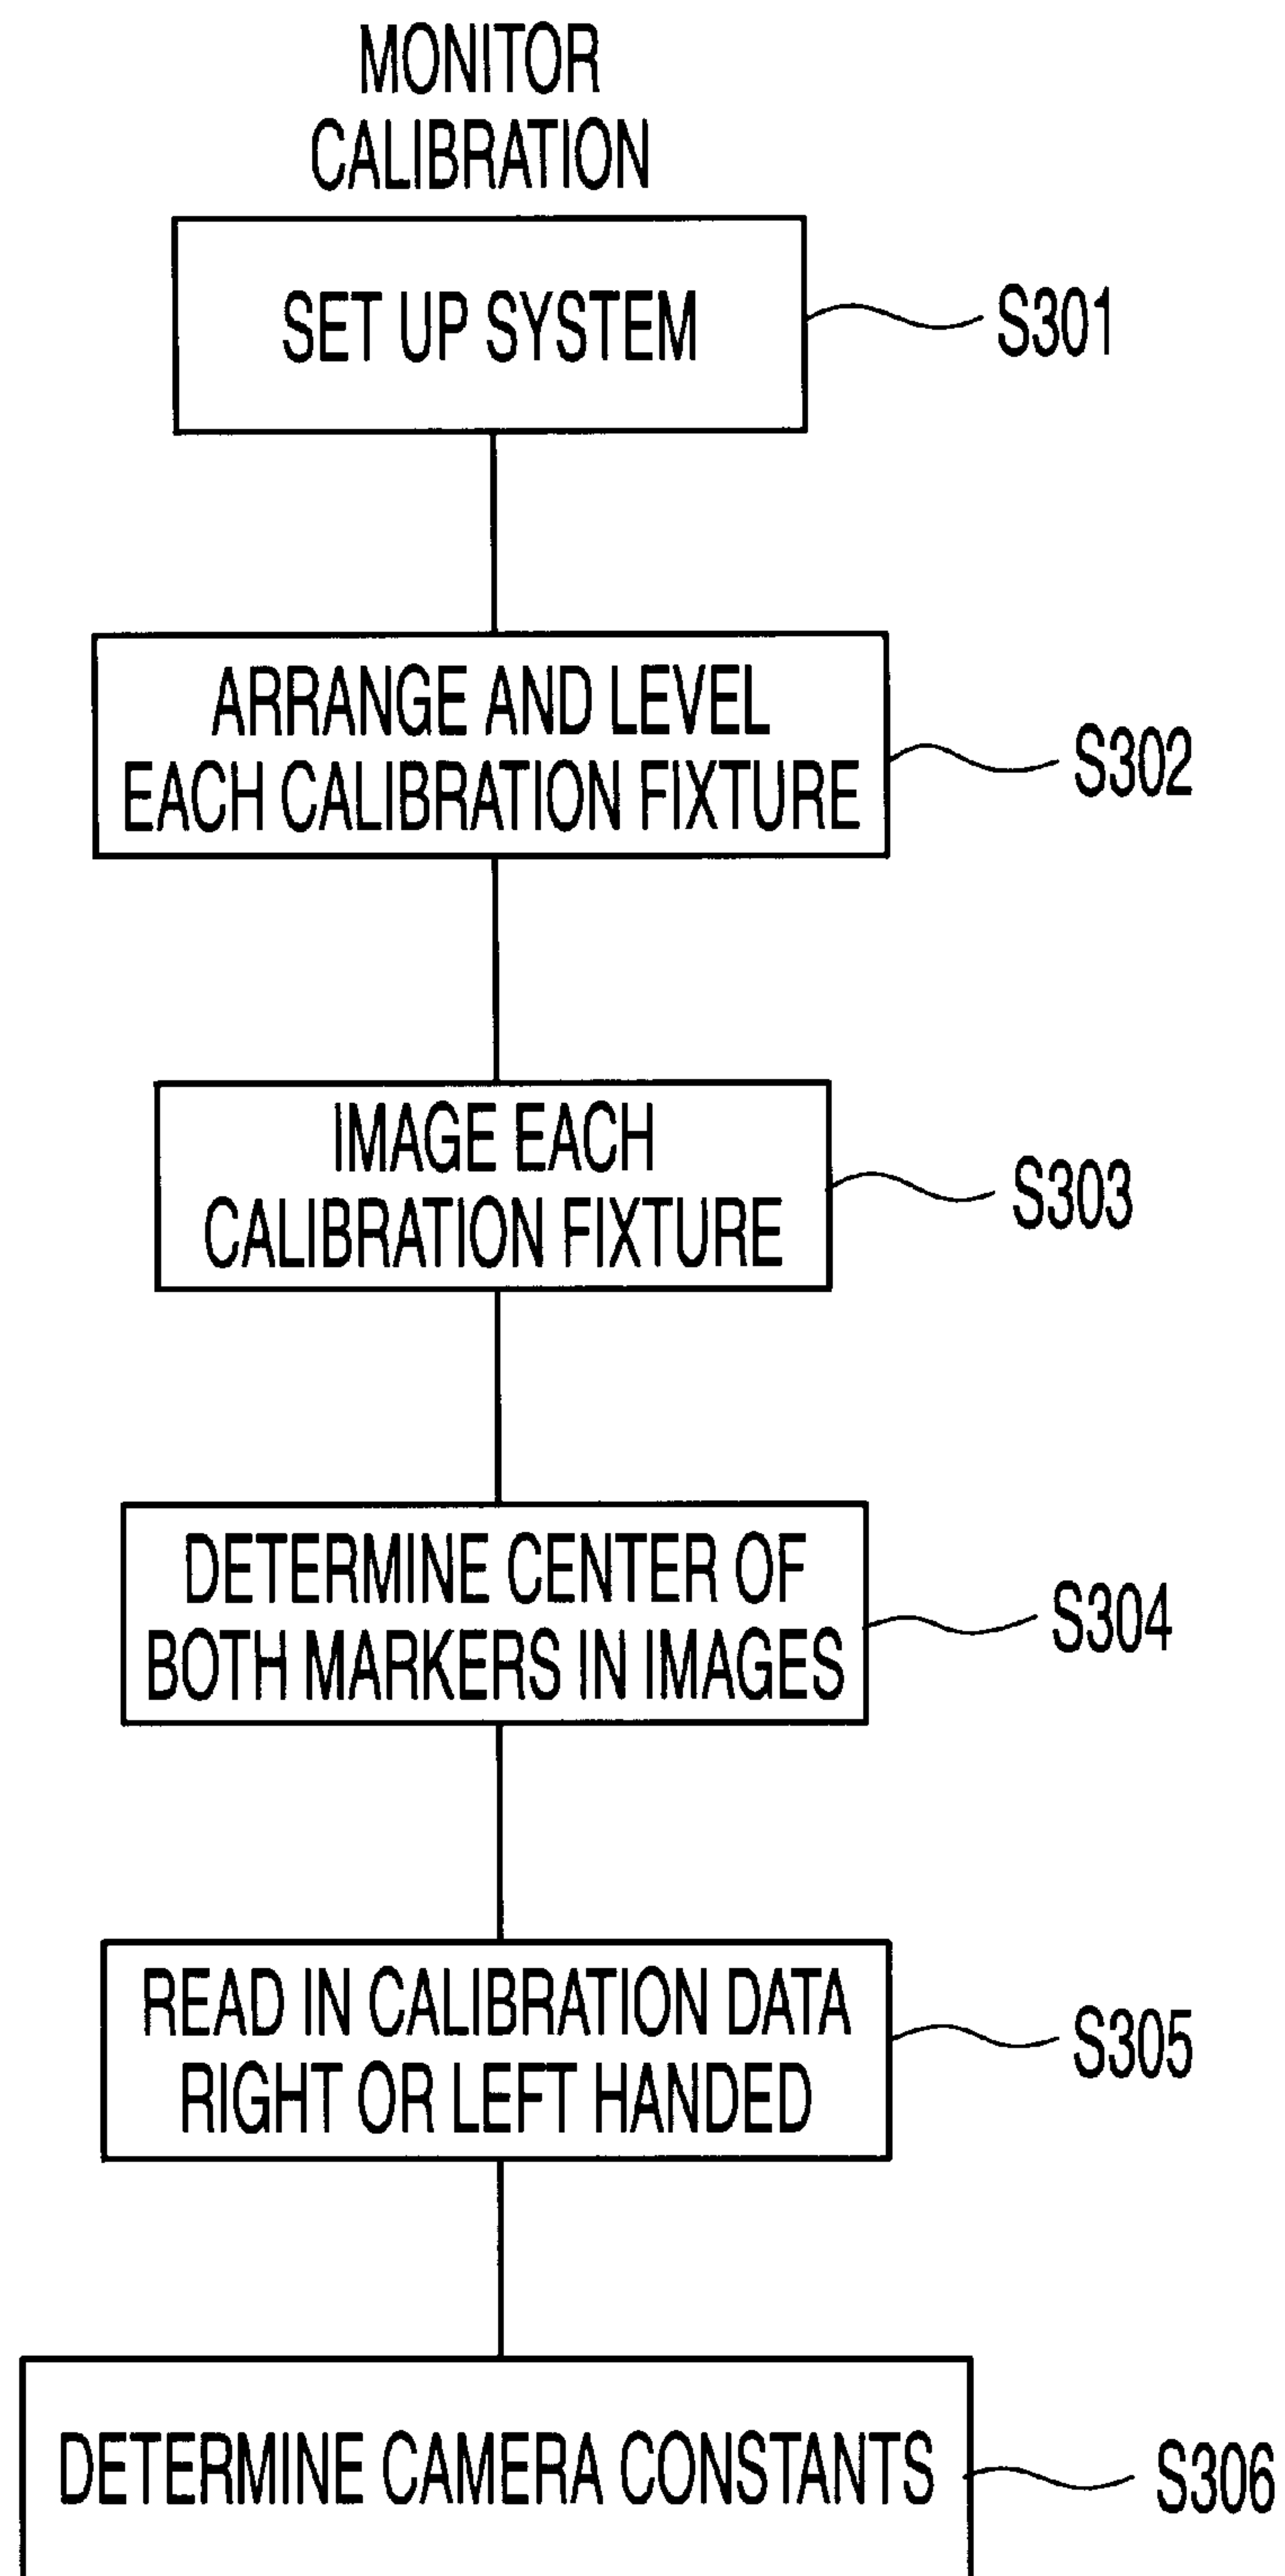 MONITOR
CALIBRATION
SET UP SYSTEM
S301
ARRANGE AND LEVEL
EACH CALIBRATION FIXTURE
S302
IMAGE EACH
CALIBRATION FIXTURE
S303
DETERMINE CENTER OF
BOTH MARKERS IN IMAGES
S304
READ IN CALIBRATION DATA
RIGHT OR LEFT HANDED
S305
DETERMINE CAMERA CONSTANTS
S306